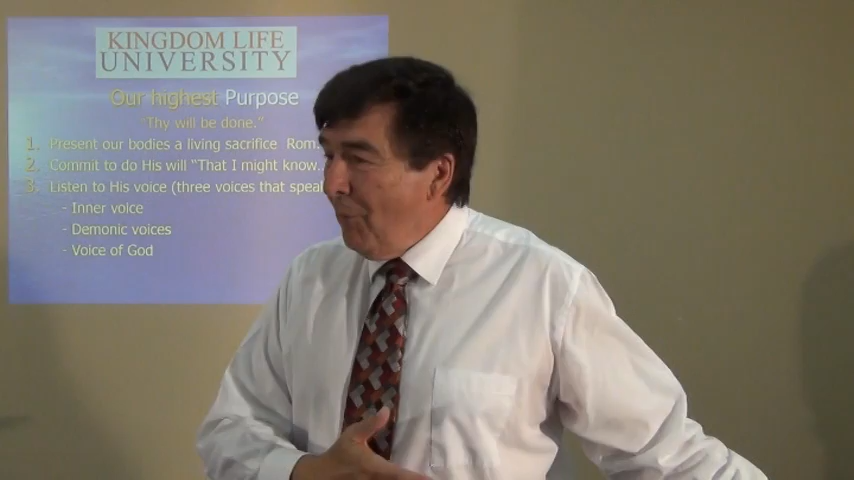 KINGDOM LIFE
UNIVERSITY
Our highest Purpose
"Thy will be done."
1. Present our bodies a living sacrifice Rom.
2. Commit to do His will "That I might know.
3. Listen to His voice (three voices that speak
- Inner voice
- Demonic voices
- Voice of God